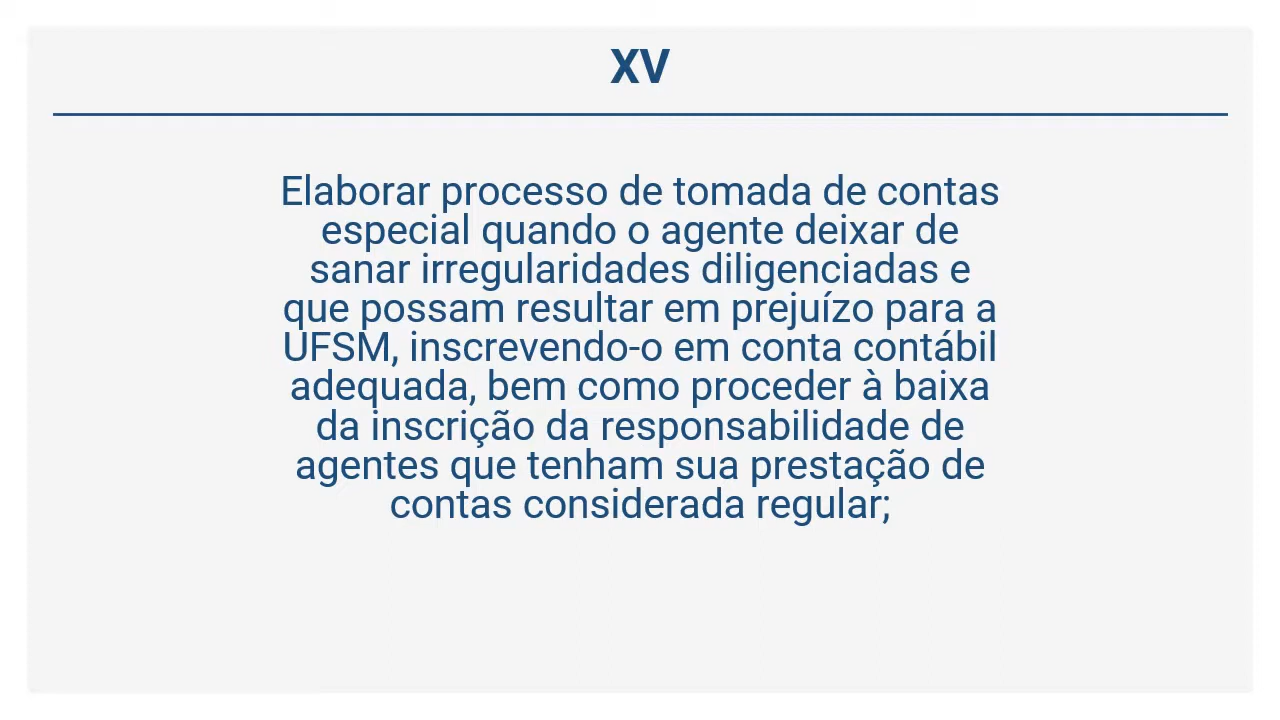 XV
Elaborar processo de tomada de contas
especial quando o agente deixar de
sanar irregularidades diligenciadas e
que possam resultar em prejuízo para a
UFSM, inscrevendo-o em conta contábil
adequada, bem como proceder à baixa
da inscrição da responsabilidade de
agentes que tenham sua prestação de
contas considerada regular;